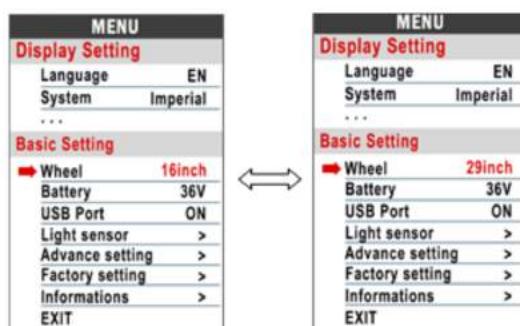 MENU
Display Setting
Language EN
System Imperial
. . .
Basic Setting
Wheel 16inch
Battery 36V
USB Port ON
Light sensor >
Advance setting >
Factory setting >
Informations >
EXIT
MENU
Display Setting
Language EN
System Imperial
. . .
Basic Setting
Wheel 29inch
Battery 36V
USB Port ON
Light sensor >
Advance setting >
Factory setting >
Informations >
EXIT